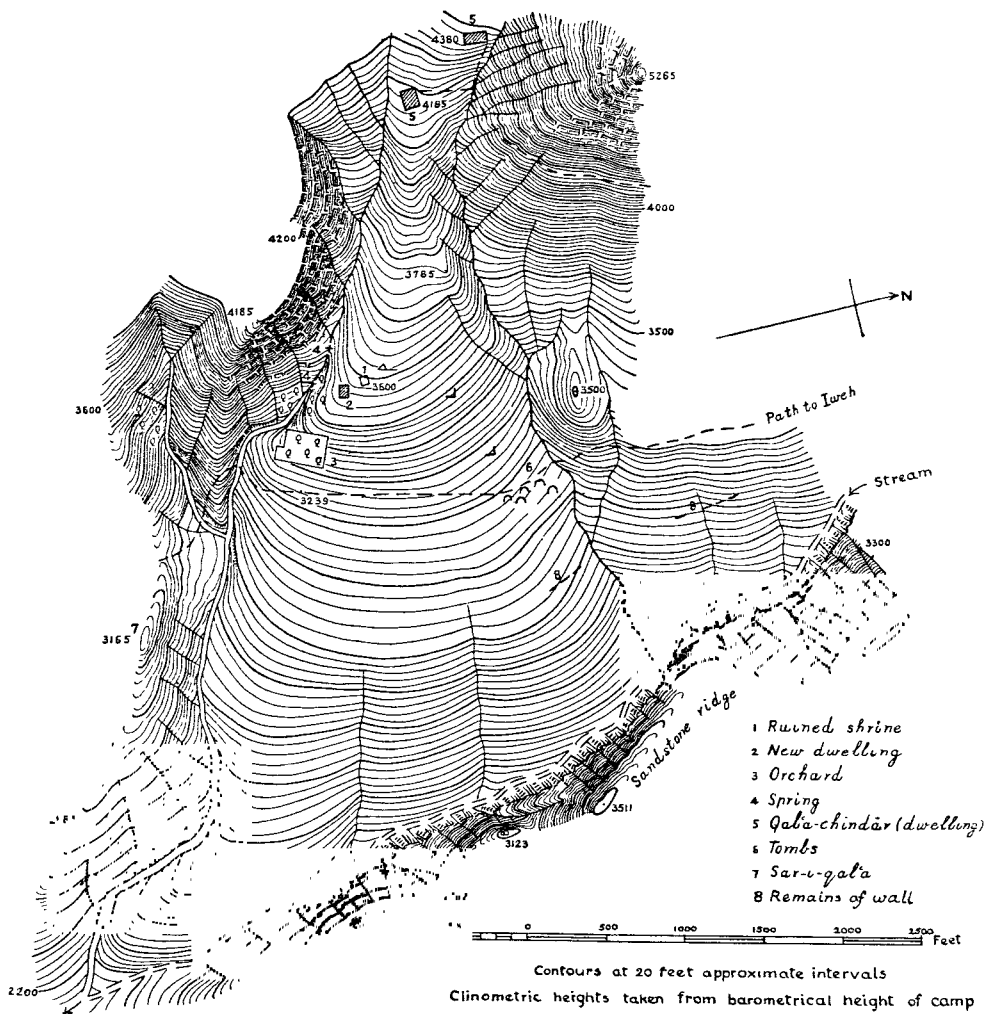 5
4380
5265
4185
5
4000
4200
3785
N
4185
3500
4
1
3600
3500
2
3600
Path to Iweh
3
6
Stream
3239
8
3300
8
3165 7
Sandstone ridge
1 Ruined shrine
2 New dwelling
3 Orchard
3511
4 Spring
5 Qal'a-chindár (dwelling)
3123
6 Tombs
7 Sar-i-qal'a
8 Remains of wall
0 500 1000 1500 2000 2500 Feet
Contours at 20 feet approximate intervals
2200
Clinometric heights taken from barometrical height of camp